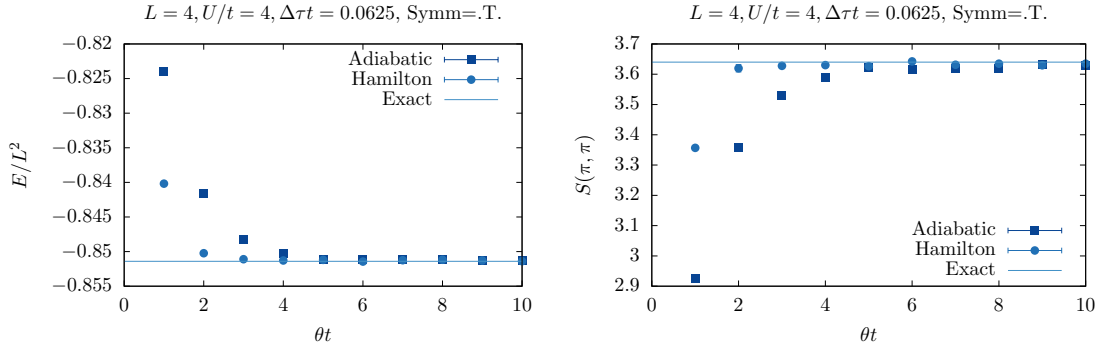 L = 4, U/t = 4, Δτt = 0.0625, Symm=.T.
−0.82
−0.825
−0.83
−0.835
−0.84
−0.845
−0.85
−0.855
E/L²
0 2 4 6 8 10
θt
Adiabatic
Hamilton
Exact
L = 4, U/t = 4, Δτt = 0.0625, Symm=.T.
3.7
3.6
3.5
3.4
3.3
3.2
3.1
3
2.9
S(π, π)
0 2 4 6 8 10
θt
Adiabatic
Hamilton
Exact